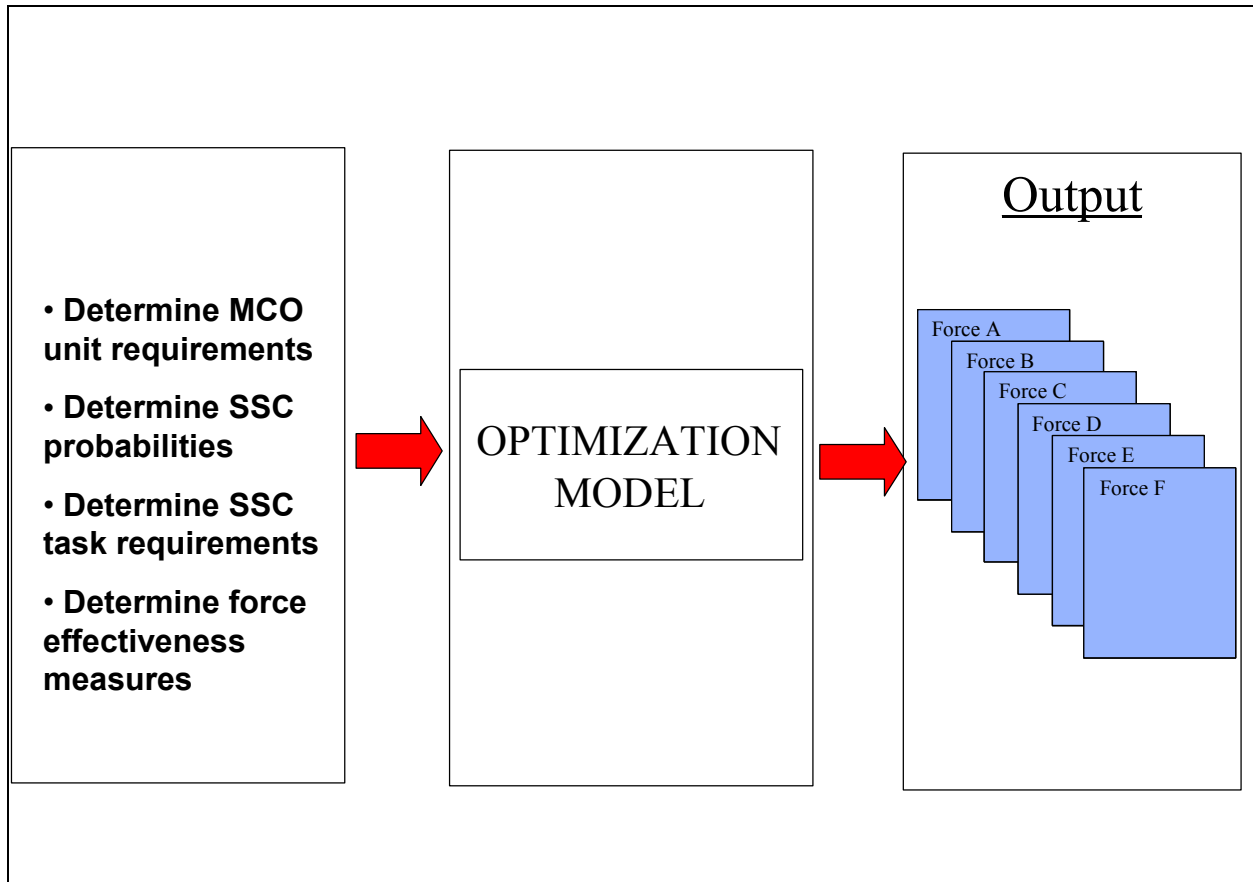 • Determine MCO
unit requirements
• Determine SSC
probabilities
• Determine SSC
task requirements
• Determine force
effectiveness
measures
OPTIMIZATION
MODEL
Output
Force A
Force B
Force C
Force D
Force E
Force F